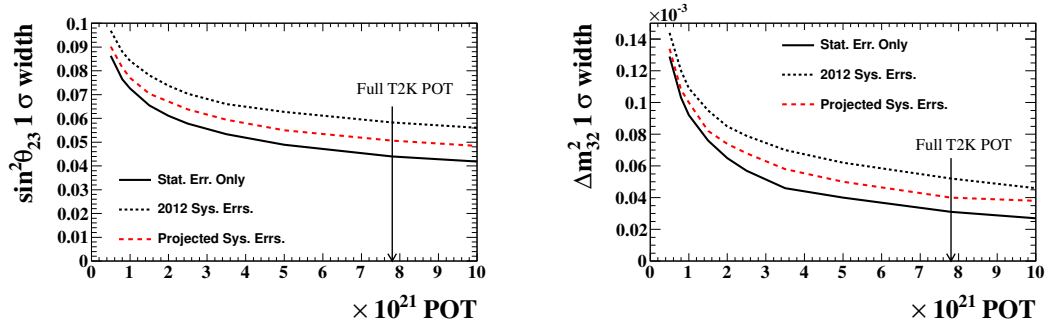 sin²θ₂₃ 1 σ width
0.1
0.09
0.08
0.07
0.06
0.05
0.04
0.03
0.02
0.01
0
Full T2K POT
Stat. Err. Only
2012 Sys. Errs.
Projected Sys. Errs.
0 1 2 3 4 5 6 7 8 9 10
× 10²¹ POT
Δm²₃₂ 1 σ width
×10⁻³
0.14
0.12
0.1
0.08
0.06
0.04
0.02
0
Stat. Err. Only
2012 Sys. Errs.
Projected Sys. Errs.
Full T2K POT
0 1 2 3 4 5 6 7 8 9 10
× 10²¹ POT